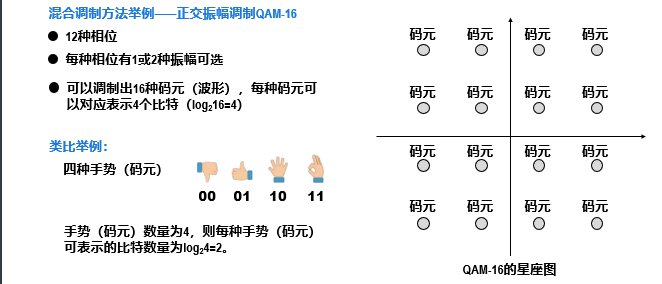 混合调制方法举例——正交振幅调制QAM-16
● 12种相位
● 每种相位有1或2种振幅可选
● 可以调制出16种码元（波形），每种码元可
以对应表示4个比特（log₂16=4）
类比举例：
四种手势（码元）
00 01 10 11
手势（码元）数量为4，则每种手势（码元）
可表示的比特数量为log₂4=2。
码元 码元 码元 码元
码元 码元 码元 码元
码元 码元 码元 码元
码元 码元 码元 码元
QAM-16的星座图